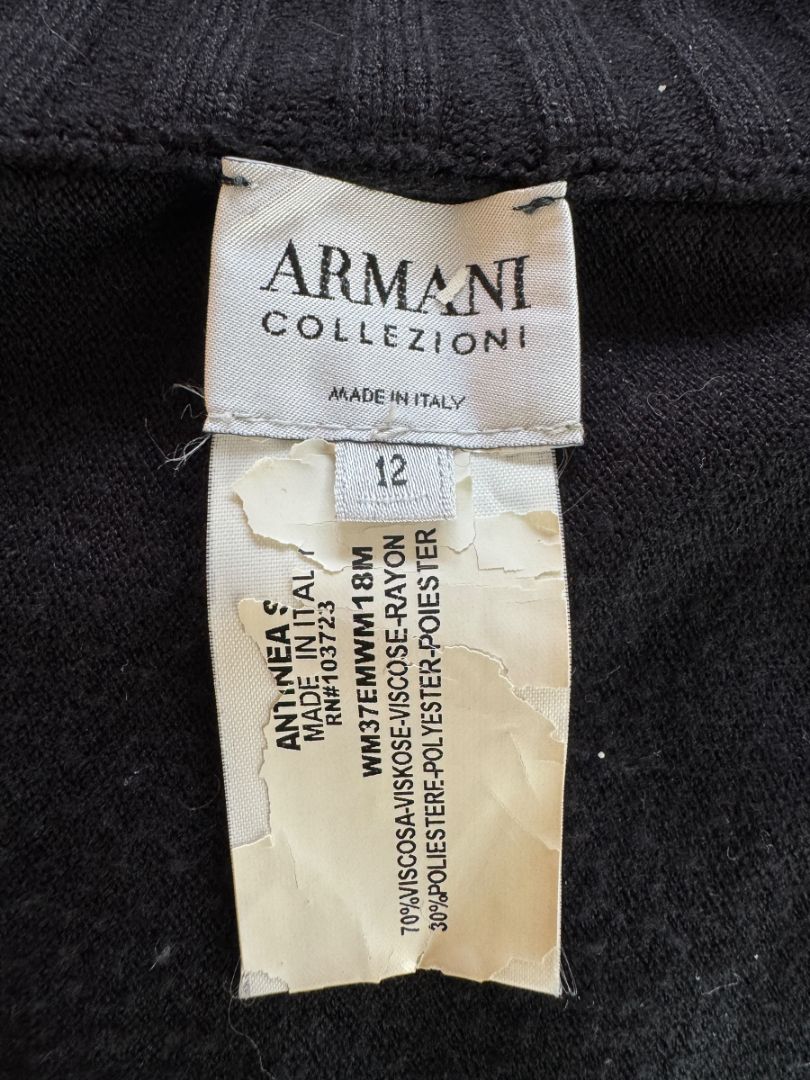 ARMANI
COLLEZIONI
MADE IN ITALY
12
ANTINEA S
MADE IN ITALY
RN#103723
WM37EMWM18M
70%VISCOSA-VISKOSE-VISCOSE-RAYON
30%POLIESTERE-POLYESTER-POIESTER